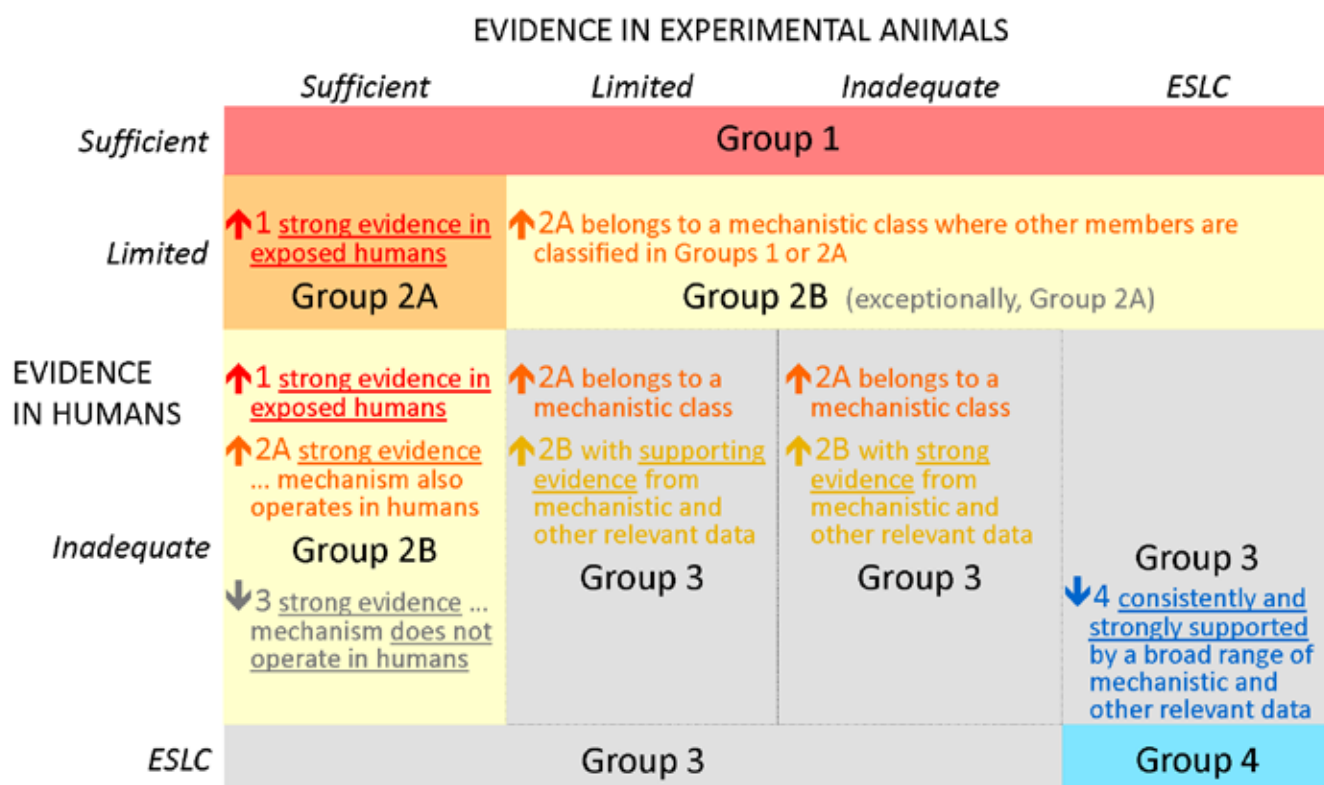 EVIDENCE IN EXPERIMENTAL ANIMALS
Sufficient
Limited
Inadequate
ESLC
Sufficient
Group 1
Limited
1 strong evidence in
exposed humans
Group 2A
2A belongs to a mechanistic class where other members are
classified in Groups 1 or 2A
Group 2B (exceptionally, Group 2A)
EVIDENCE
IN HUMANS
Inadequate
1 strong evidence in
exposed humans
2A strong evidence
... mechanism also
operates in humans
Group 2B
3 strong evidence ...
mechanism does not
operate in humans
2A belongs to a
mechanistic class
2B with supporting
evidence from
mechanistic and
other relevant data
Group 3
2A belongs to a
mechanistic class
2B with strong
evidence from
mechanistic and
other relevant data
Group 3
Group 3
4 consistently and
strongly supported
by a broad range of
mechanistic and
other relevant data
ESLC
Group 3
Group 4